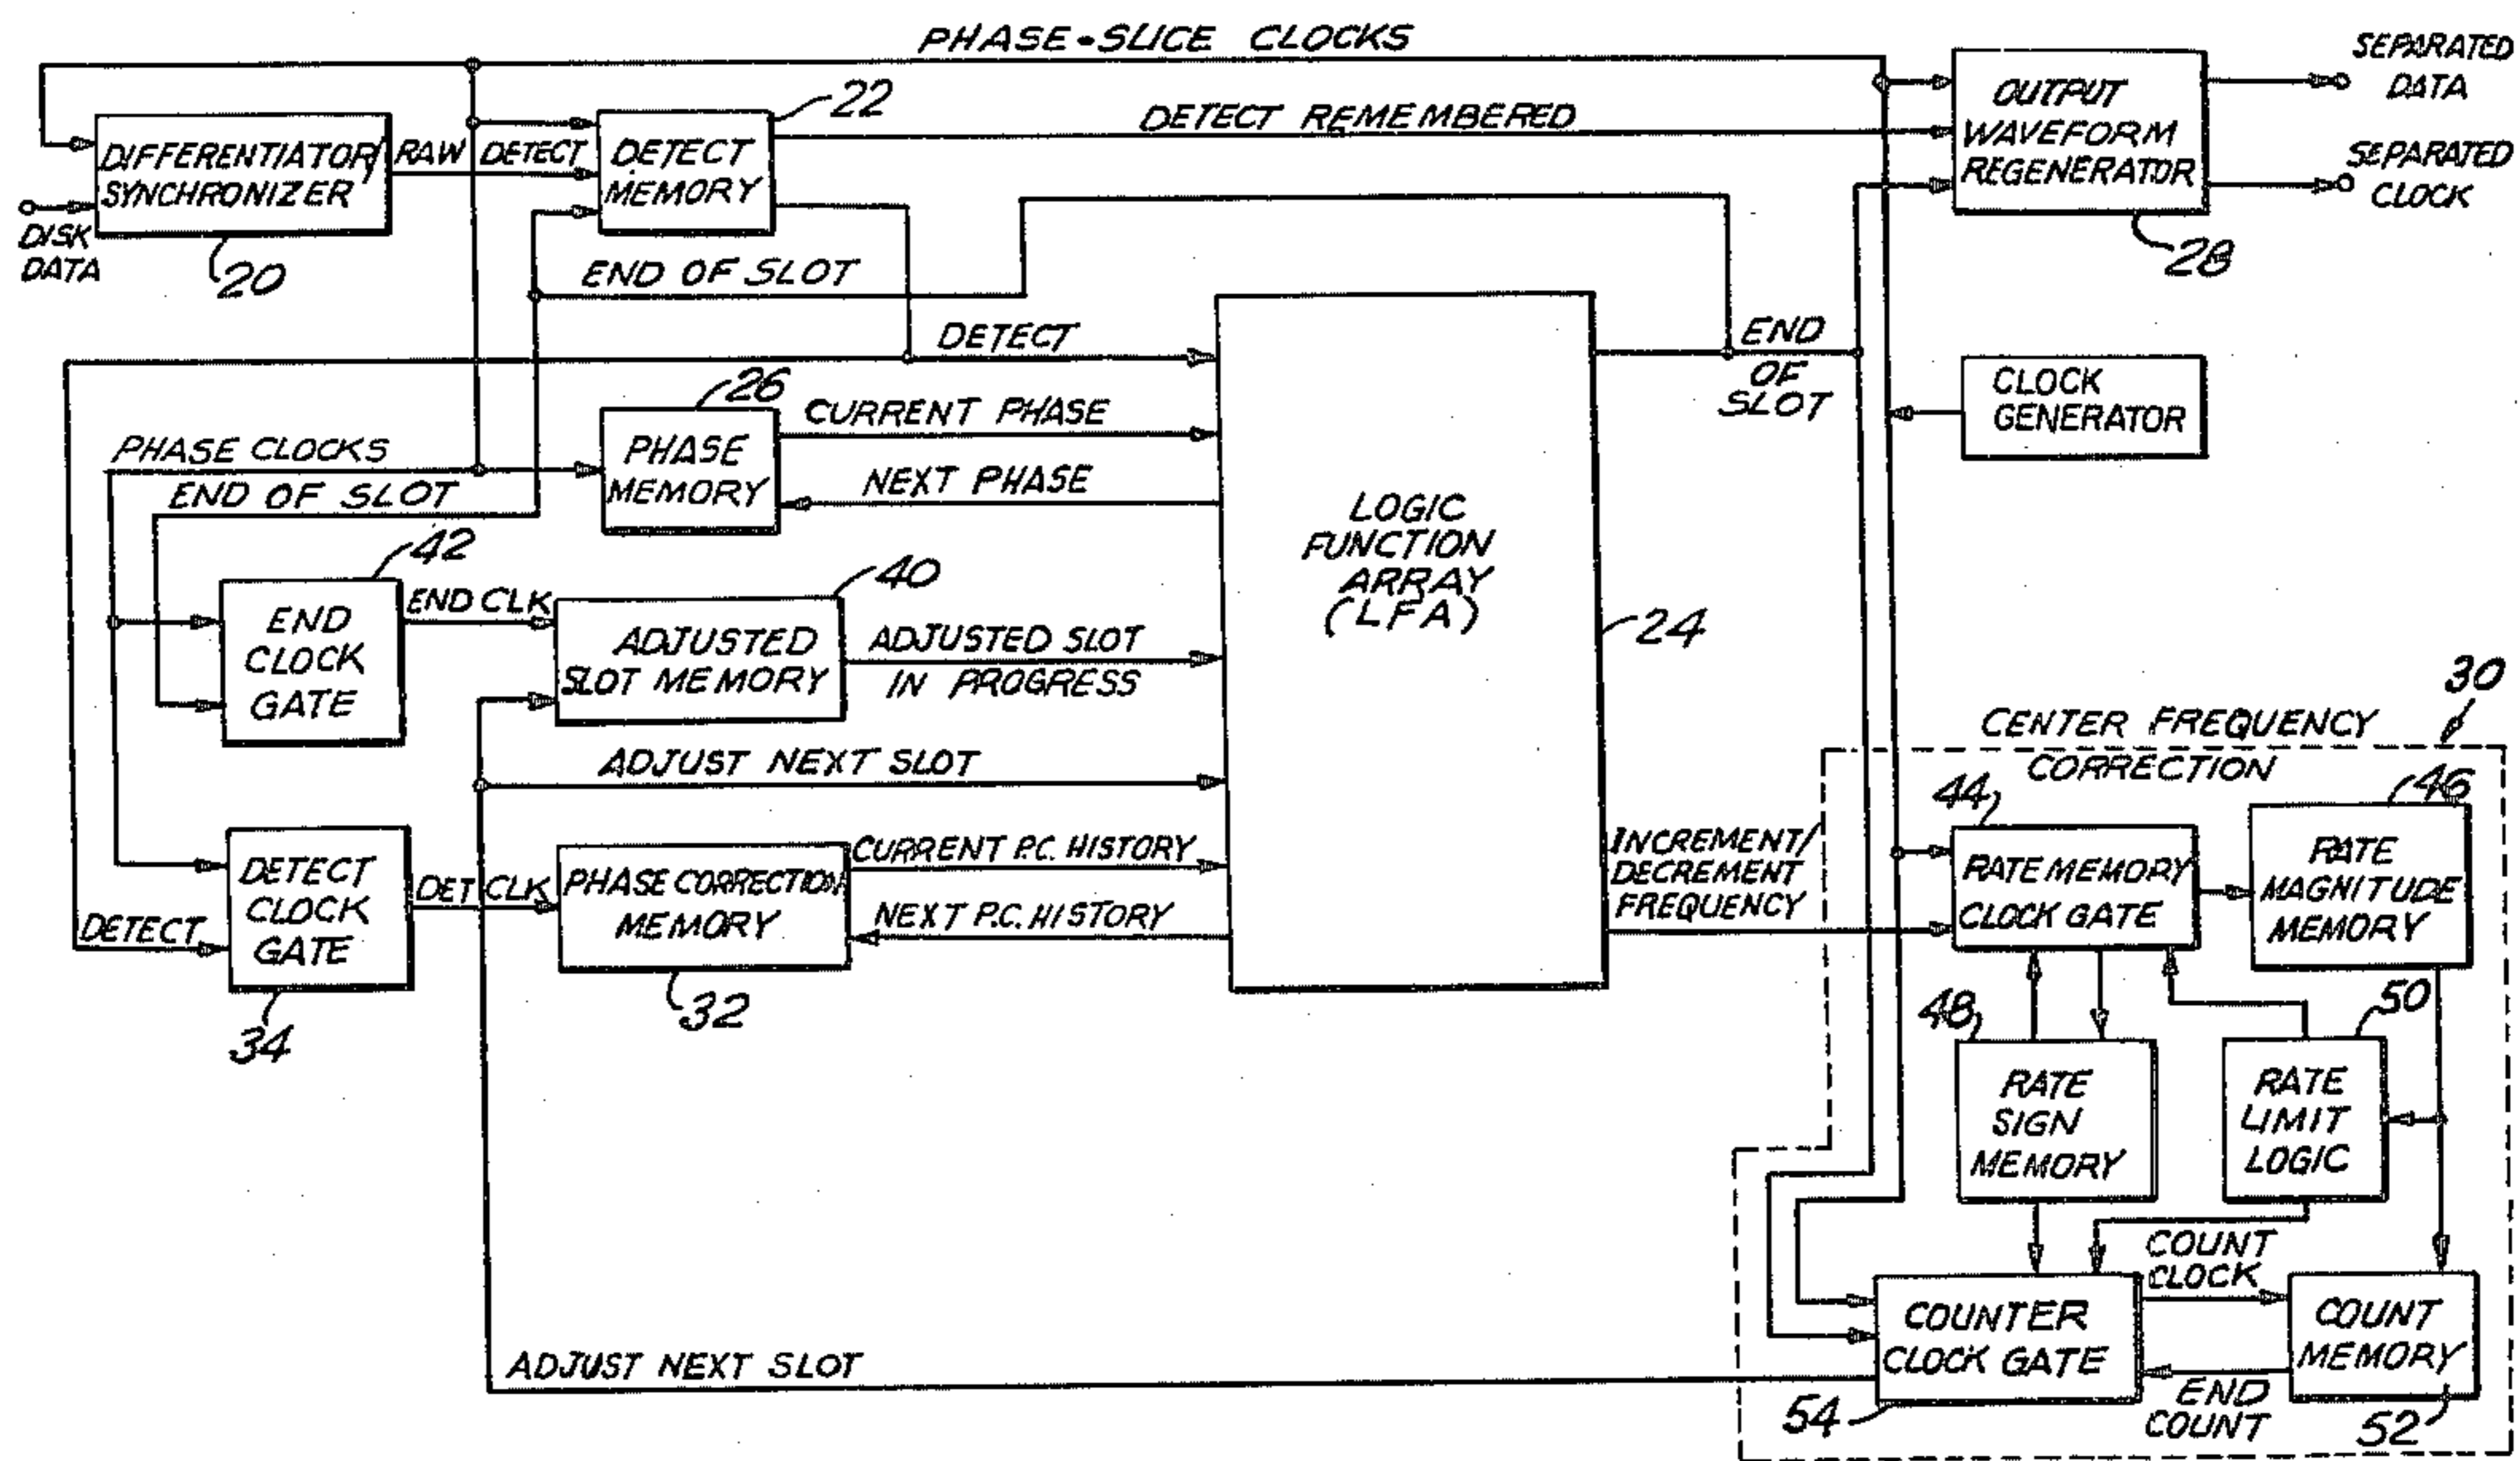 PHASE-SLICE CLOCKS
SEPARATED
DATA
SEPARATED
CLOCK
OUTPUT
WAVEFORM
REGENERATOR
28
DETECT REMEMBERED
22
DETECT
MEMORY
RAW DETECT
DIFFERENTIATOR/
SYNCHRONIZER
20
DISK
DATA
END OF SLOT
DETECT
END
OF
SLOT
CLOCK
GENERATOR
26
PHASE
MEMORY
CURRENT PHASE
NEXT PHASE
PHASE CLOCKS
END OF SLOT
LOGIC
FUNCTION
ARRAY
(LFA)
24
42
END
CLOCK
GATE
END CLK
40
ADJUSTED
SLOT MEMORY
ADJUSTED SLOT
IN PROGRESS
ADJUST NEXT SLOT
DETECT
CLOCK
GATE
34
DETECT
DET CLK
PHASE CORRECTION
MEMORY
32
CURRENT P.C. HISTORY
NEXT P.C. HISTORY
INCREMENT/
DECREMENT
FREQUENCY
30
CENTER FREQUENCY
CORRECTION
44
RATE MEMORY
CLOCK GATE
46
RATE
MAGNITUDE
MEMORY
48
RATE
SIGN
MEMORY
50
RATE
LIMIT
LOGIC
COUNT
CLOCK
COUNTER
CLOCK GATE
54
COUNT
MEMORY
52
END
COUNT
ADJUST NEXT SLOT